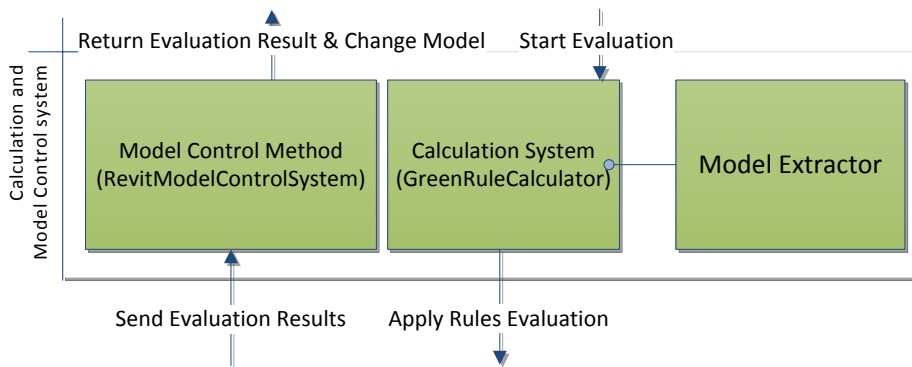 Return Evaluation Result & Change Model
Start Evaluation
Calculation and
Model Control system
Model Control Method
(RevitModelControlSystem)
Calculation System
(GreenRuleCalculator)
Model Extractor
Send Evaluation Results
Apply Rules Evaluation